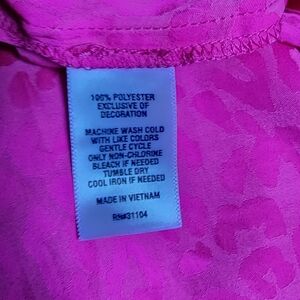 100% POLYESTER
EXCLUSIVE OF
DECORATION
MACHINE WASH COLD
WITH LIKE COLORS
GENTLE CYCLE
ONLY NON-CHLORINE
BLEACH IF NEEDED
TUMBLE DRY
COOL IRON IF NEEDED
MADE IN VIETNAM
RN#31104